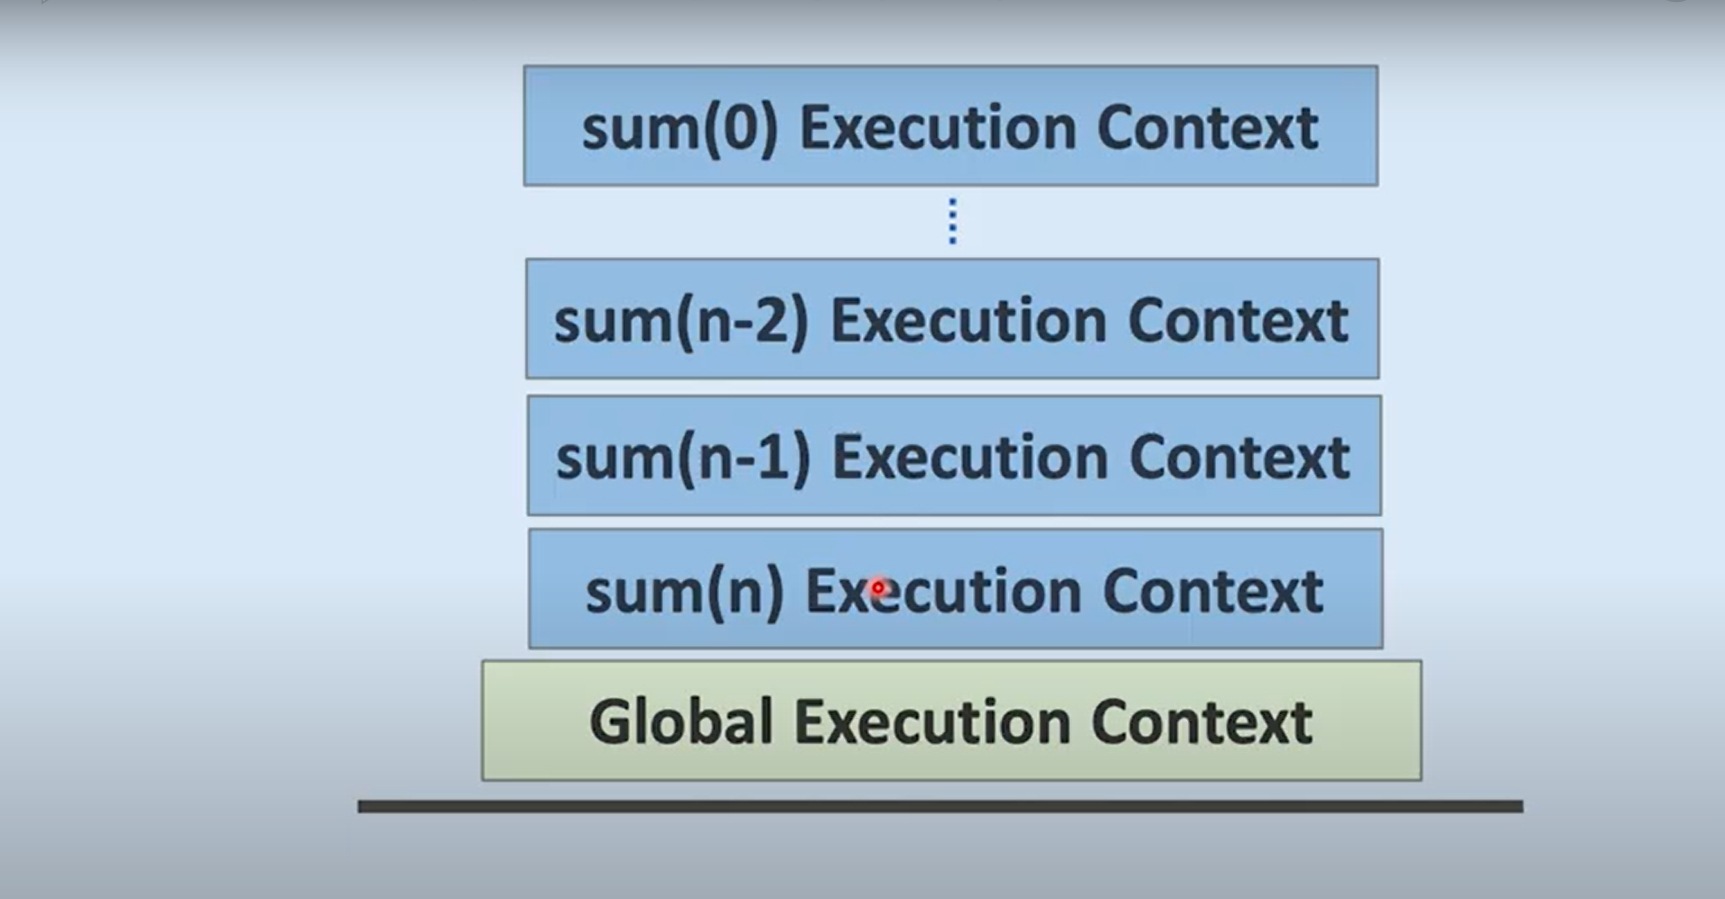 sum(0) Execution Context
sum(n-2) Execution Context
sum(n-1) Execution Context
sum(n) Execution Context
Global Execution Context